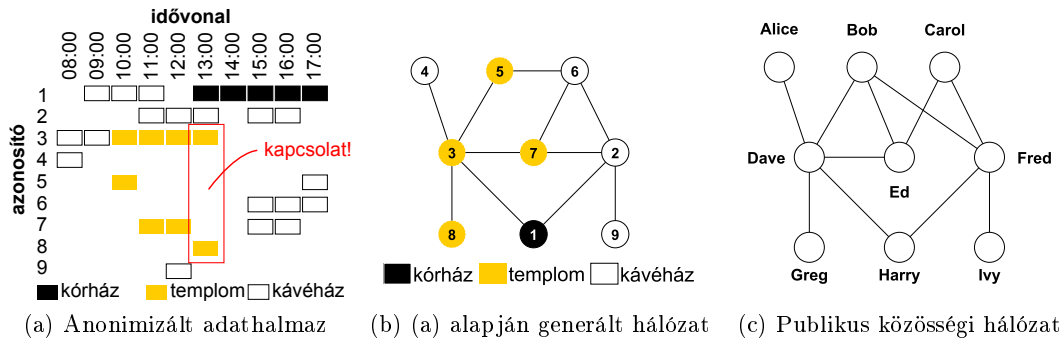 idővonal
08:00
09:00
10:00
11:00
12:00
13:00
14:00
15:00
16:00
17:00
azonosító
1
2
3
4
5
6
7
8
9
kapcsolat!
kórház templom kávéház
(a) Anonimizált adathalmaz
4
5
6
3
7
2
8
1
9
kórház templom kávéház
(b) (a) alapján generált hálózat
Alice Bob Carol
Dave Ed Fred
Greg Harry Ivy
(c) Publikus közösségi hálózat